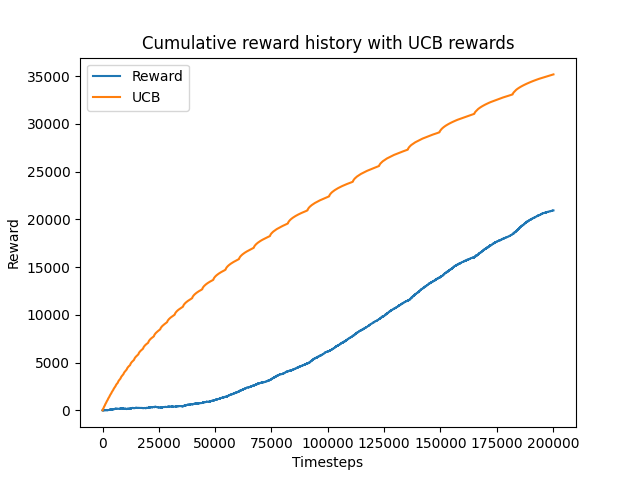 Cumulative reward history with UCB rewards
Reward
UCB
35000
30000
25000
20000
15000
10000
5000
0
Reward
0 25000 50000 75000 100000 125000 150000 175000 200000
Timesteps